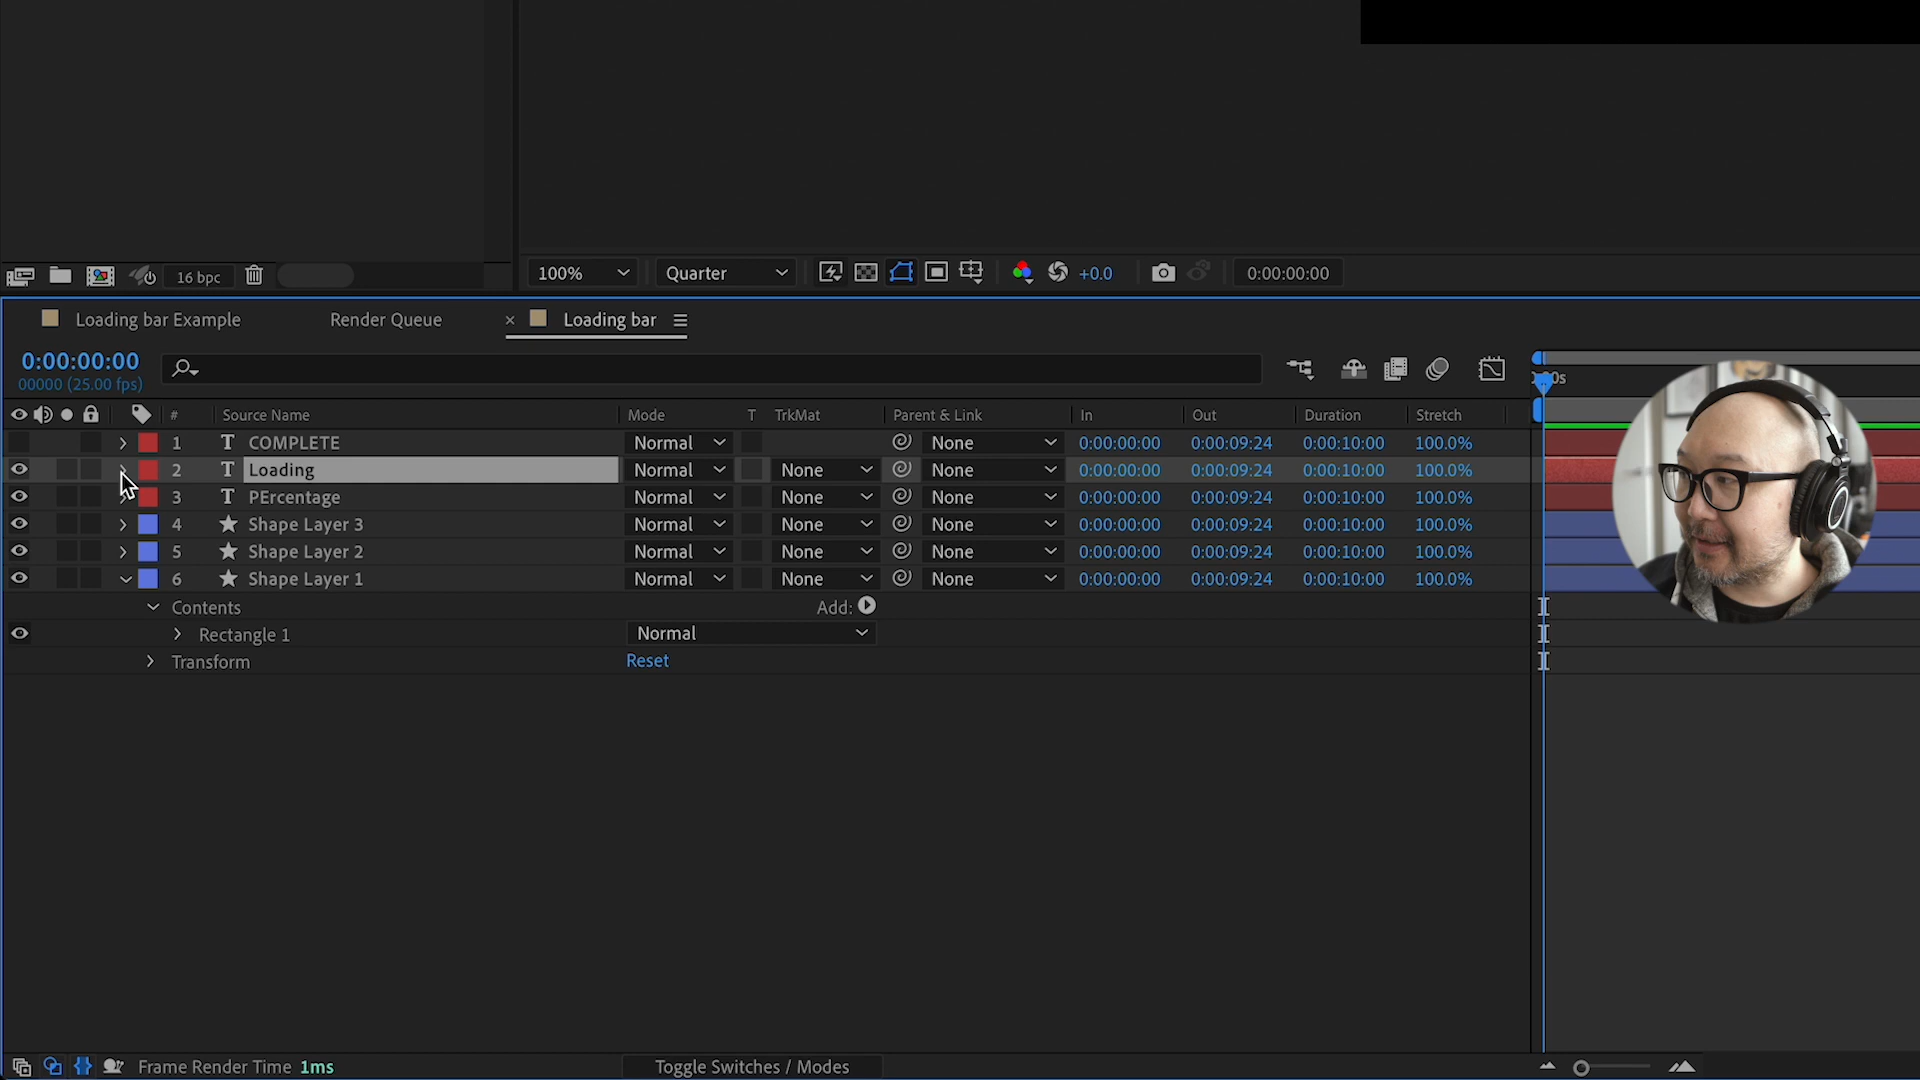 16 bpc
100% Quarter +0.0 0:00:00:00
Loading bar Example Render Queue × Loading bar
0:00:00:00
00000 (25.00 fps)
# Source Name Mode T TrkMat Parent & Link In Out Duration Stretch
1 T COMPLETE Normal None 0:00:00:00 0:00:09:24 0:00:10:00 100.0%
2 T Loading Normal None None 0:00:00:00 0:00:09:24 0:00:10:00 100.0%
3 T PErcentage Normal None None 0:00:00:00 0:00:09:24 0:00:10:00 100.0%
4 Shape Layer 3 Normal None None 0:00:00:00 0:00:09:24 0:00:10:00 100.0%
5 Shape Layer 2 Normal None None 0:00:00:00 0:00:09:24 0:00:10:00 100.0%
6 Shape Layer 1 Normal None None 0:00:00:00 0:00:09:24 0:00:10:00 100.0%
Contents Add:
Rectangle 1 Normal
Transform Reset
Frame Render Time 1ms Toggle Switches / Modes